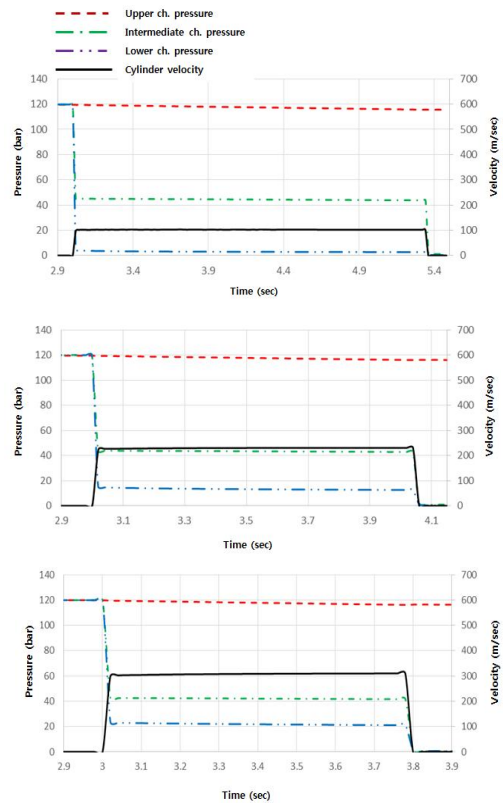 Upper ch. pressure
Intermediate ch. pressure
Lower ch. pressure
Cylinder velocity
140 700
120 600
100 500
80 400
60 300
40 200
20 100
0 0
Pressure (bar)
Velocity (m/sec)
2.9 3.4 3.9 4.4 4.9 5.4
Time (sec)
140 700
120 600
100 500
80 400
60 300
40 200
20 100
0 0
Pressure (bar)
Velocity (m/sec)
2.9 3.1 3.3 3.5 3.7 3.9 4.1
Time (sec)
140 700
120 600
100 500
80 400
60 300
40 200
20 100
0 0
Pressure (bar)
Velocity (m/sec)
2.9 3 3.1 3.2 3.3 3.4 3.5 3.6 3.7 3.8 3.9
Time (sec)